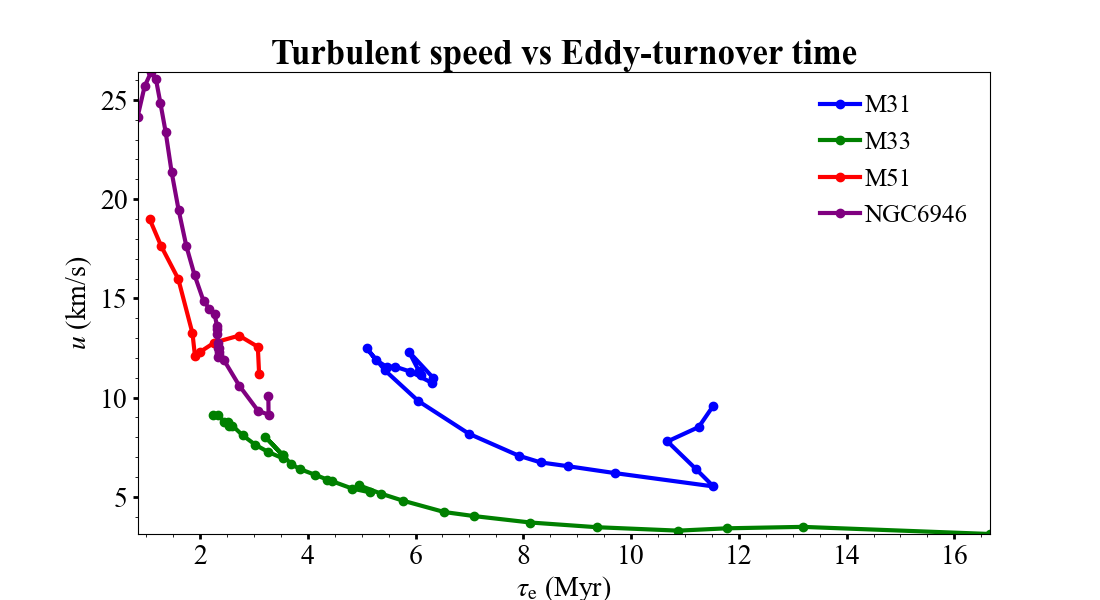 Turbulent speed vs Eddy-turnover time
M31
M33
M51
NGC6946
25
20
15
10
5
u (km/s)
2 4 6 8 10 12 14 16
τe (Myr)